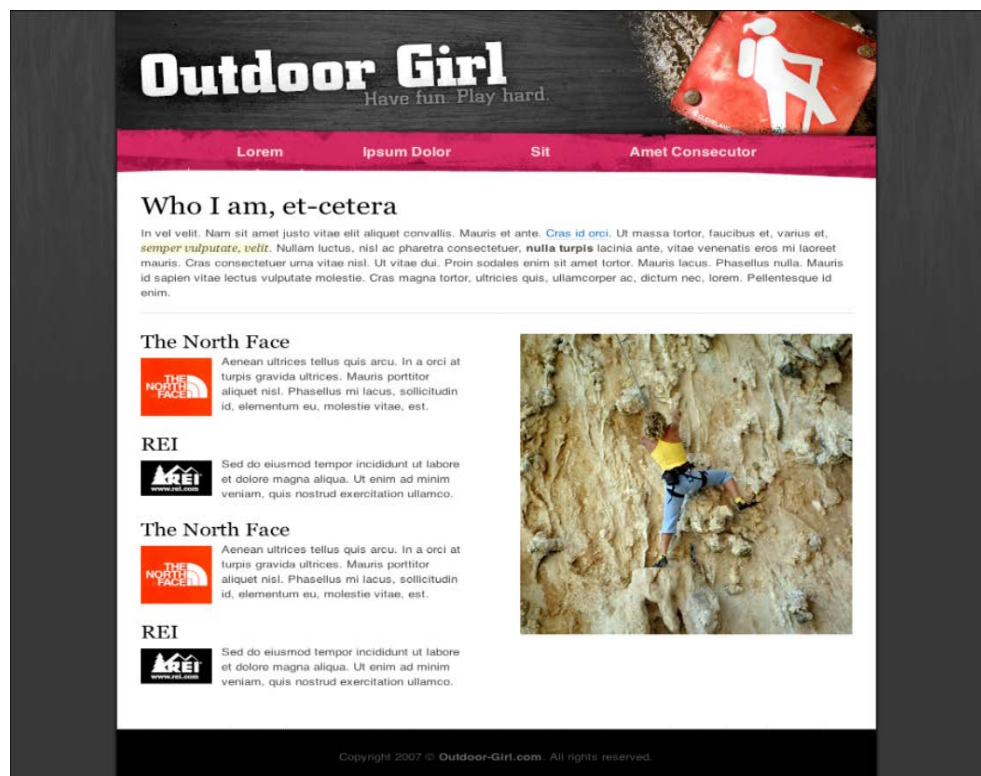 Outdoor Girl
Have fun. Play hard.
Lorem Ipsum Dolor Sit Amet Consecutor
Who I am, et-cetera
In vel velit. Nam sit amet justo vitae elit aliquet convallis. Mauris et ante. Cras id orci. Ut massa tortor, faucibus et, varius et,
semper vulputate, velit. Nullam luctus, nisl ac pharetra consectetuer, nulla turpis lacinia ante, vitae venenatis eros mi laoreet
mauris. Cras consectetuer urna vitae nisl. Ut vitae dui. Proin sodales enim sit amet tortor. Mauris lacus. Phasellus nulla. Mauris
id sapien vitae lectus vulputate molestie. Cras magna tortor, ultricies quis, ullamcorper ac, dictum nec, lorem. Pellentesque id
enim.
The North Face
THE
NORTH
FACE
Aenean ultrices tellus quis arcu. In a orci at
turpis gravida ultrices. Mauris porttitor
aliquet nisl. Phasellus mi lacus, sollicitudin
id, elementum eu, molestie vitae, est.
REI
REI
www.rei.com
Sed do eiusmod tempor incididunt ut labore
et dolore magna aliqua. Ut enim ad minim
veniam, quis nostrud exercitation ullamco.
The North Face
THE
NORTH
FACE
Aenean ultrices tellus quis arcu. In a orci at
turpis gravida ultrices. Mauris porttitor
aliquet nisl. Phasellus mi lacus, sollicitudin
id, elementum eu, molestie vitae, est.
REI
REI
www.rei.com
Sed do eiusmod tempor incididunt ut labore
et dolore magna aliqua. Ut enim ad minim
veniam, quis nostrud exercitation ullamco.
Copyright 2007 © Outdoor-Girl.com. All rights reserved.